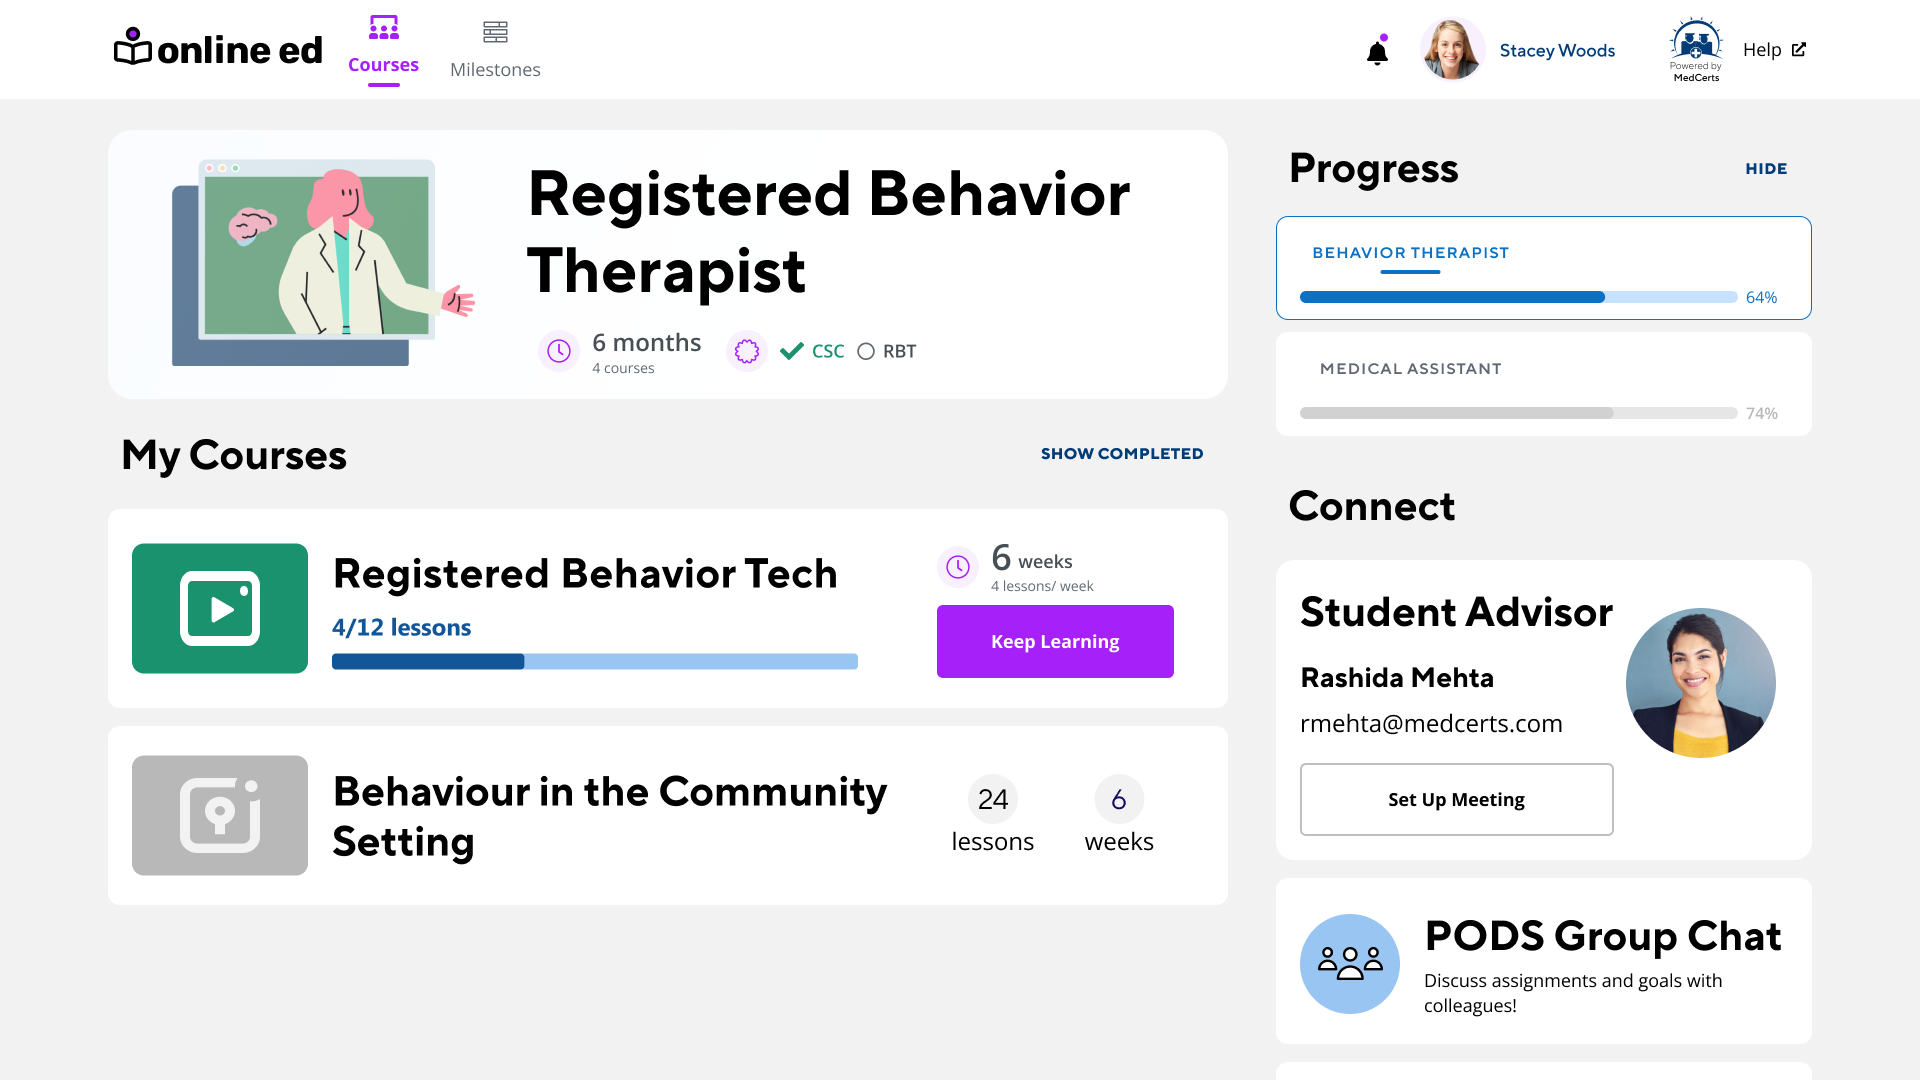 online ed
Courses
Milestones
Stacey Woods
Powered by
MedCerts
Help
Registered Behavior
Therapist
6 months
4 courses
CSC
RBT
My Courses
SHOW COMPLETED
Registered Behavior Tech
4/12 lessons
6 weeks
4 lessons/ week
Keep Learning
Behaviour in the Community
Setting
24
lessons
6
weeks
Progress
HIDE
BEHAVIOR THERAPIST
64%
MEDICAL ASSISTANT
74%
Connect
Student Advisor
Rashida Mehta
rmehta@medcerts.com
Set Up Meeting
PODS Group Chat
Discuss assignments and goals with
colleagues!